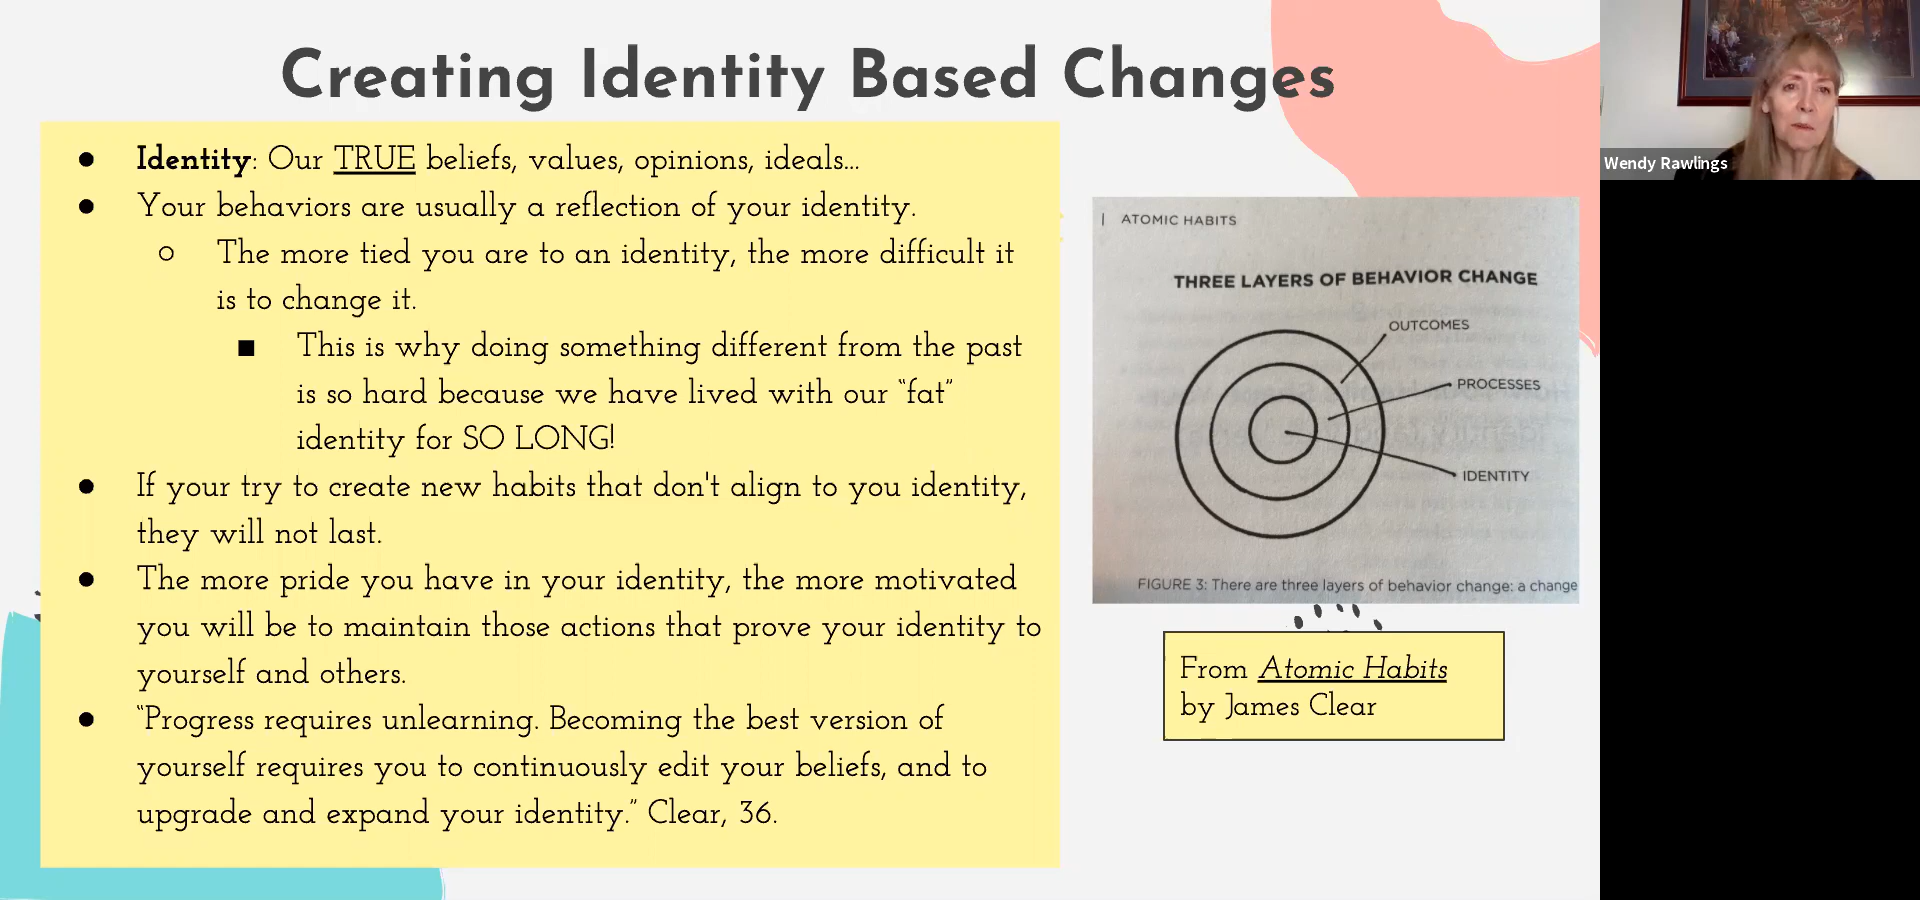 Creating Identity Based Changes
● Identity: Our TRUE beliefs, values, opinions, ideals...
● Your behaviors are usually a reflection of your identity.
○ The more tied you are to an identity, the more difficult it
is to change it.
■ This is why doing something different from the past
is so hard because we have lived with our “fat”
identity for SO LONG!
● If your try to create new habits that don't align to you identity,
they will not last.
● The more pride you have in your identity, the more motivated
you will be to maintain those actions that prove your identity to
yourself and others.
● “Progress requires unlearning. Becoming the best version of
yourself requires you to continuously edit your beliefs, and to
upgrade and expand your identity.” Clear, 36.
| ATOMIC HABITS
THREE LAYERS OF BEHAVIOR CHANGE
OUTCOMES
PROCESSES
IDENTITY
FIGURE 3: There are three layers of behavior change: a change
From Atomic Habits
by James Clear
Wendy Rawlings